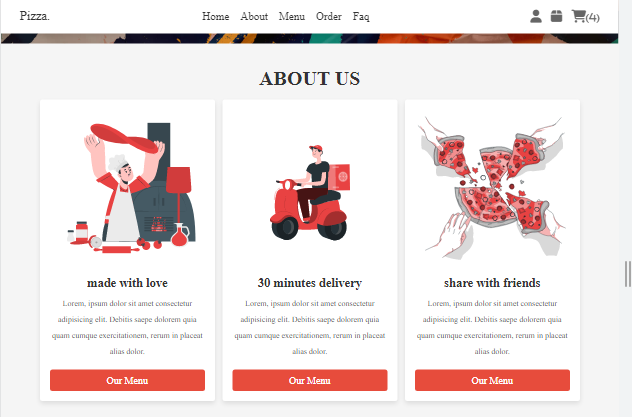 Pizza.
Home About Menu Order Faq
(4)
ABOUT US
made with love
Lorem, ipsum dolor sit amet consectetur
adipisicing elit. Debitis saepe dolorem quia
quam cumque exercitationem, rerum in placeat
alias dolor.
Our Menu
30 minutes delivery
Lorem, ipsum dolor sit amet consectetur
adipisicing elit. Debitis saepe dolorem quia
quam cumque exercitationem, rerum in placeat
alias dolor.
Our Menu
share with friends
Lorem, ipsum dolor sit amet consectetur
adipisicing elit. Debitis saepe dolorem quia
quam cumque exercitationem, rerum in placeat
alias dolor.
Our Menu